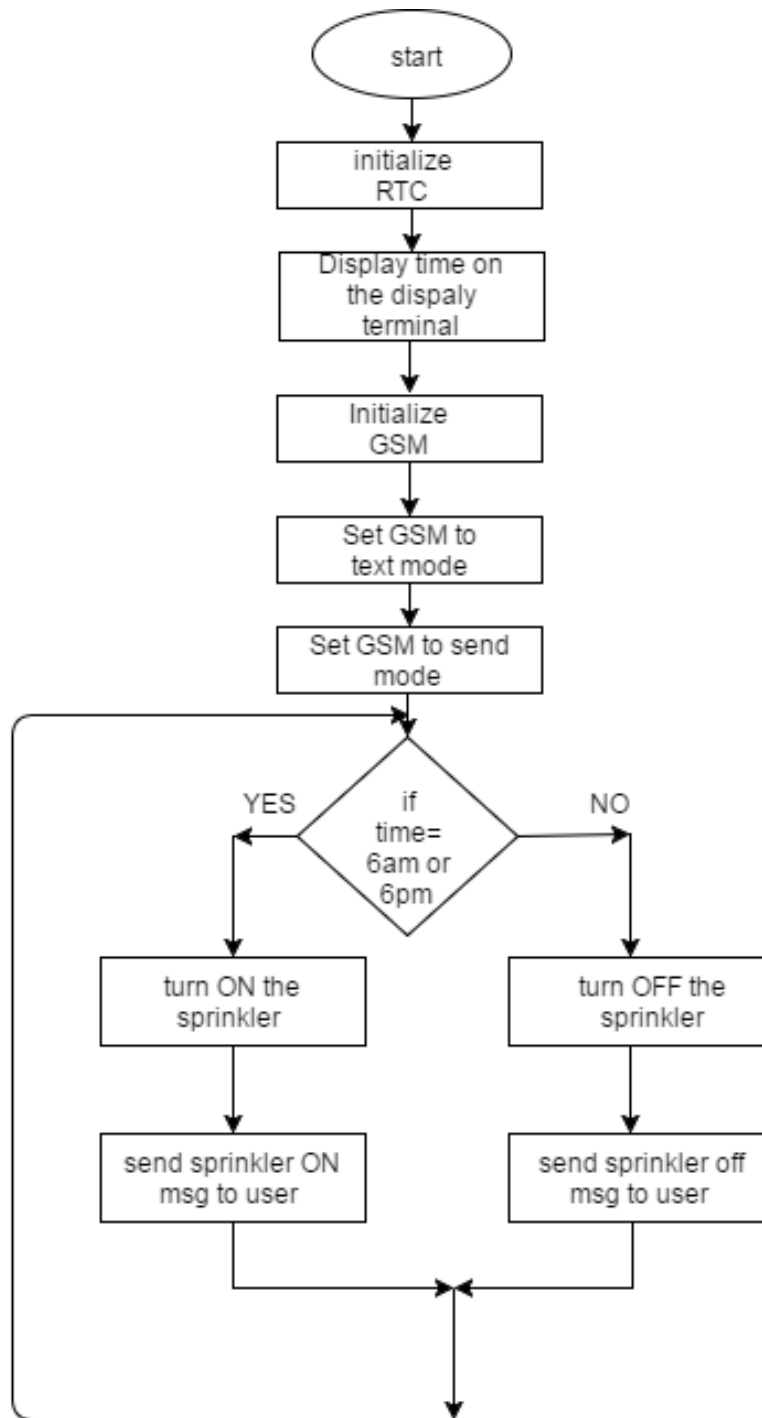 start
initialize
RTC
Display time on
the dispaly
terminal
Initialize
GSM
Set GSM to
text mode
Set GSM to send
mode
YES
if
time=
6am or
6pm
NO
turn ON the
sprinkler
turn OFF the
sprinkler
send sprinkler ON
msg to user
send sprinkler off
msg to user